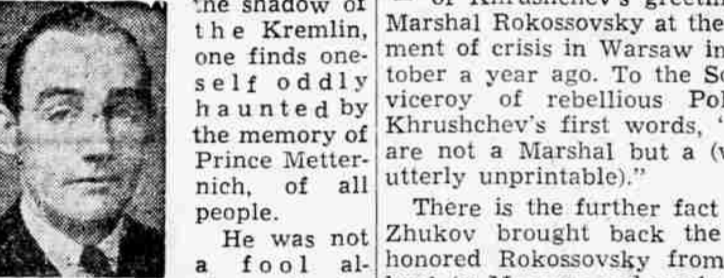 the shadow of
the Kremlin,
one finds one-
self oddly
haunted by
the memory of
Prince Metter-
nich, of all
people.
He was not
a fool al-
of Khrushchev's
Marshal Rokossovsky at the
ment of crisis in Warsaw in
tober a year ago. To the
viceroy of rebellious
Khrushchev's first words,
are not a Marshal but a
utterly unprintable)."
There is the further fact
Zhukov brought back the
honored Rokossovsky from